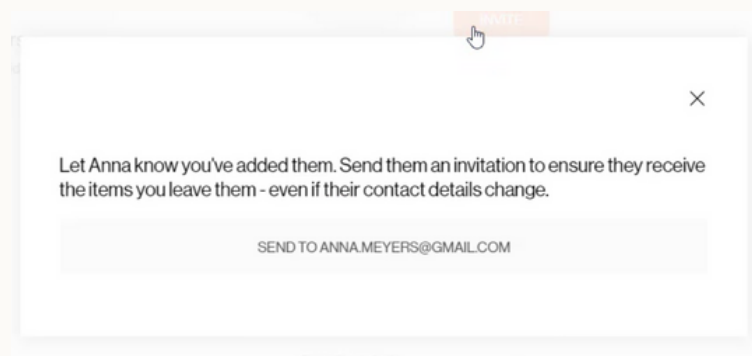 INVITE
Let Anna know you've added them. Send them an invitation to ensure they receive
the items you leave them - even if their contact details change.
SEND TO ANNA.MEYERS@GMAIL.COM